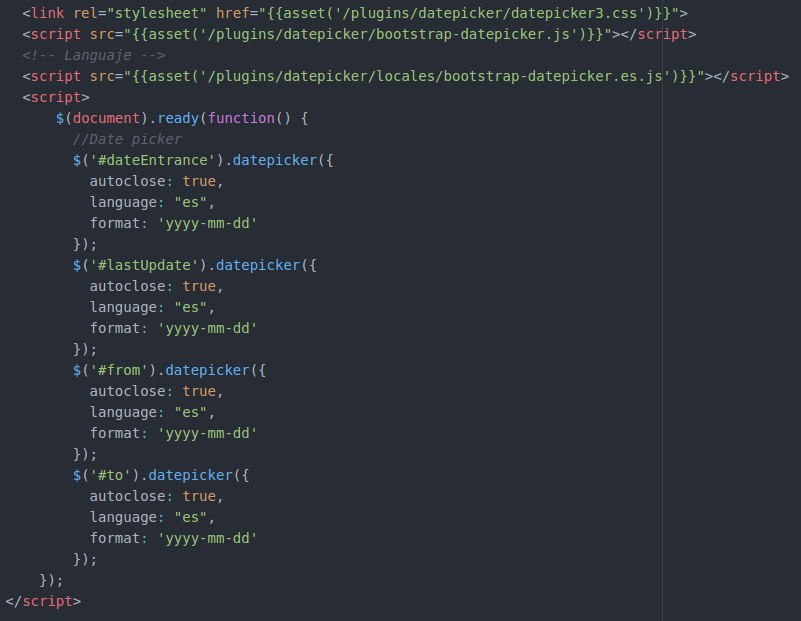 <link rel="stylesheet" href="{{asset('/plugins/datepicker/datepicker3.css')}}">
<script src="{{asset('/plugins/datepicker/bootstrap-datepicker.js')}}"></script>
<!-- Languaje -->
<script src="{{asset('/plugins/datepicker/locales/bootstrap-datepicker.es.js')}}"></script>
<script>
$(document).ready(function() {
//Date picker
$('#dateEntrance').datepicker({
autoclose: true,
language: "es",
format: 'yyyy-mm-dd'
});
$('#lastUpdate').datepicker({
autoclose: true,
language: "es",
format: 'yyyy-mm-dd'
});
$('#from').datepicker({
autoclose: true,
language: "es",
format: 'yyyy-mm-dd'
});
$('#to').datepicker({
autoclose: true,
language: "es",
format: 'yyyy-mm-dd'
});
});
</script>